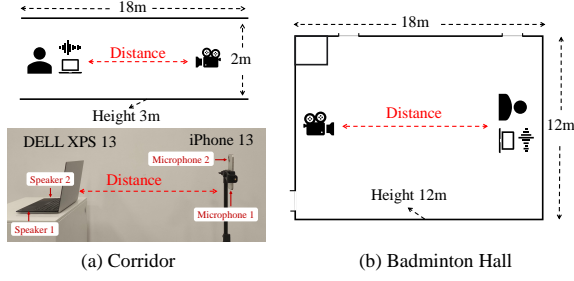 18m
Distance
2m
Height 3m
DELL XPS 13
iPhone 13
Microphone 2
Speaker 2
Distance
Speaker 1
Microphone 1
(a) Corridor
18m
Distance
12m
Height 12m
(b) Badminton Hall